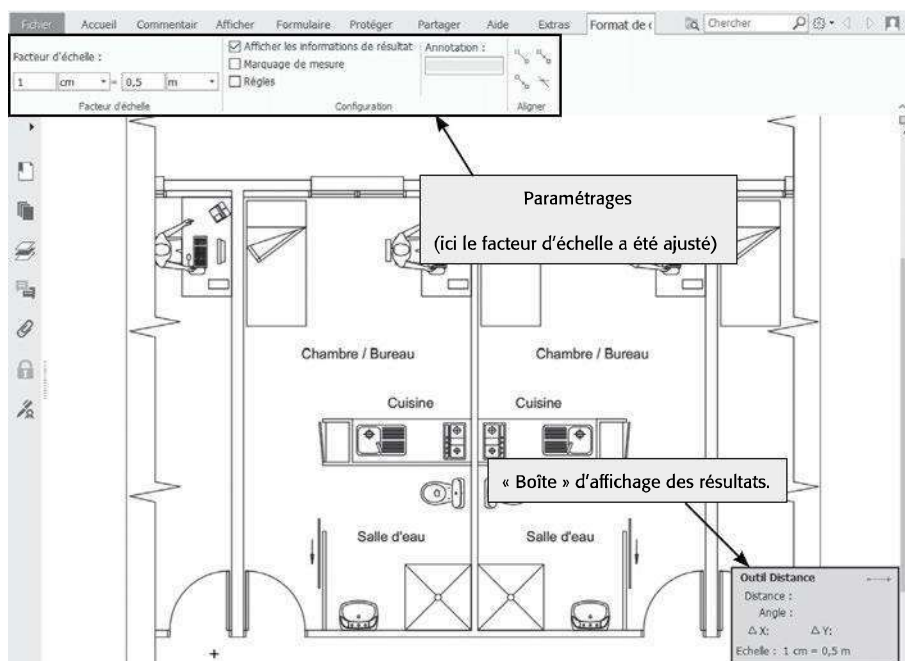 Fichier Accueil Commentair Afficher Formulaire Protéger Partager Aide Extras Format de c Chercher
Facteur d'échelle :
1 cm = 0,5 m
Facteur d'échelle
Afficher les informations de résultat
Marquage de mesure
Règles
Annotation :
Configuration
Aligner
Paramétrages
(ici le facteur d'échelle a été ajusté)
Chambre / Bureau
Chambre / Bureau
Cuisine
Cuisine
« Boîte » d'affichage des résultats.
Salle d'eau
Salle d'eau
Outil Distance
Distance :
Angle :
△ X: △ Y:
Echelle : 1 cm = 0,5 m